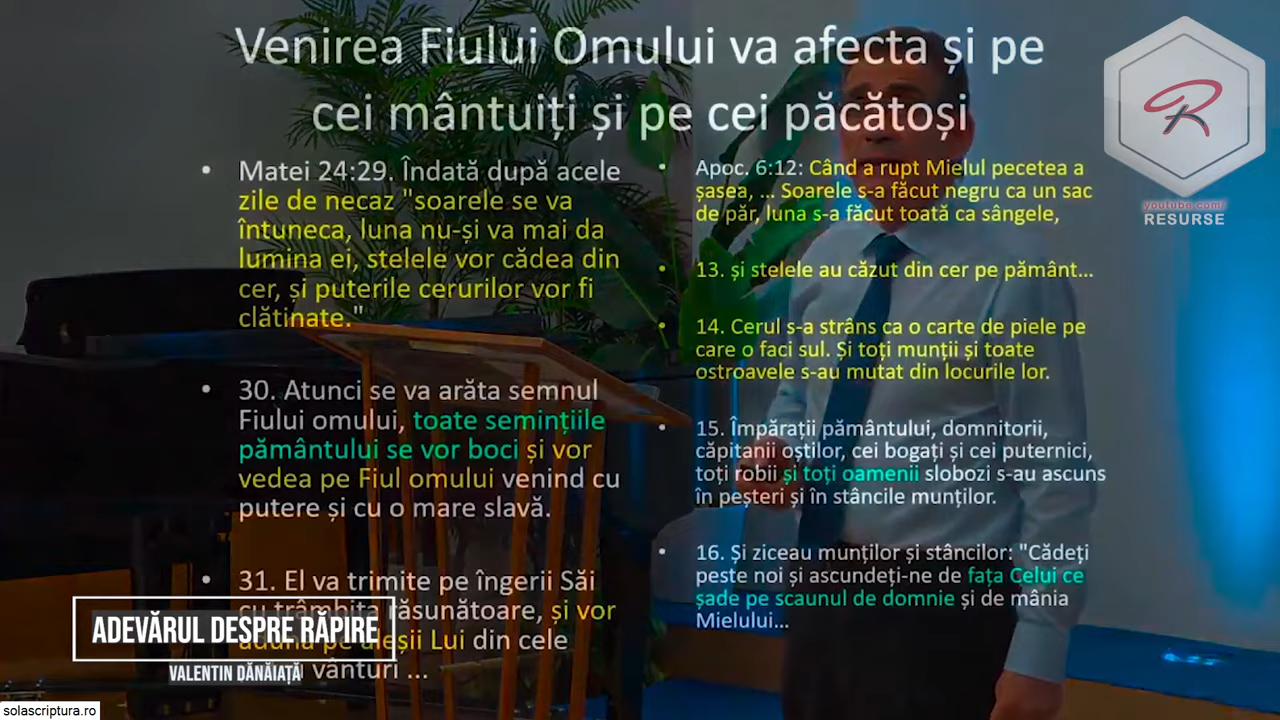 Venirea Fiului Omului va afecta și pe
cei mântuiți și pe cei păcătoși
• Matei 24:29. Îndată după acele
zile de necaz "soarele se va
întuneca, luna nu-și va mai da
lumina ei, stelele vor cădea din
cer, și puterile cerurilor vor fi
clătinate."
• 30. Atunci se va arăta semnul
Fiului omului, toate semințiile
pământului se vor boci și vor
vedea pe Fiul omului venind cu
putere și cu o mare slavă.
• 31. El va trimite pe îngerii Săi
cu trâmbița răsunătoare, și vor
aduna pe aleșii Lui din cele
vânturi ...
• Apoc. 6:12: Când a rupt Mielul pecetea a
șasea, ... Soarele s-a făcut negru ca un sac
de păr, luna s-a făcut toată ca sângele,
• 13. și stelele au căzut din cer pe pământ...
• 14. Cerul s-a strâns ca o carte de piele pe
care o faci sul. Și toți munții și toate
ostroavele s-au mutat din locurile lor.
• 15. Împărații pământului, domnitorii,
căpitanii oștilor, cei bogați și cei puternici,
toți robii și toți oamenii slobozi s-au ascuns
în peșteri și în stâncile munților.
• 16. Și ziceau munților și stâncilor: "Cădeți
peste noi și ascundeți-ne de fața Celui ce
șade pe scaunul de domnie și de mânia
Mielului...
R
youtube.com/
RESURSE
ADEVĂRUL DESPRE RĂPIRE
VALENTIN DĂNĂIAȚĂ
solascriptura.ro